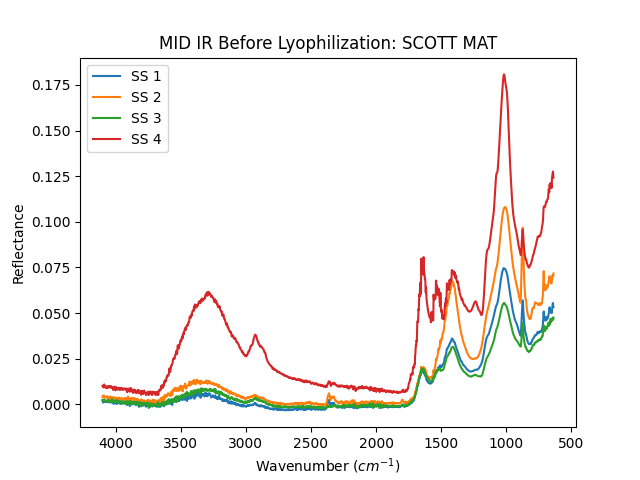 MID IR Before Lyophilization: SCOTT MAT
SS 1
SS 2
SS 3
SS 4
Reflectance
0.175
0.150
0.125
0.100
0.075
0.050
0.025
0.000
4000 3500 3000 2500 2000 1500 1000 500
Wavenumber (cm⁻¹)